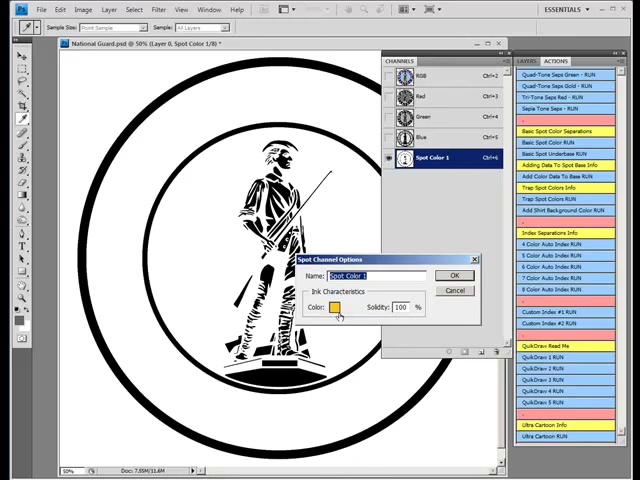 Ps File Edit Image Layer Select Filter Analysis 3D View Window Help ESSENTIALS
Sample Size: Point Sample Sample: All Layers
National Guard.psd @ 50% (Layer 0, Spot Color 1/8) *
CHANNELS
RGB Ctrl+2
Red Ctrl+3
Green Ctrl+4
Blue Ctrl+5
Spot Color 1 Ctrl+6
LAYERS ACTIONS
Quad-Tone Seps Green - RUN
Quad-Tone Seps Gold - RUN
Tri-Tone Seps Red - RUN
Sepia Tone Seps - RUN
Basic Spot Color Separations
Basic Spot Color RUN
Basic Spot Underbase RUN
Adding Data To Spot Base Info
Add Color Data To Base RUN
Trap Spot Colors Info
Trap Spot Colors RUN
Add Shirt Background Color RUN
Index Separations Info
4 Color Auto Index RUN
6 Color Auto Index RUN
7 Color Auto Index RUN
8 Color Auto Index RUN
Custom Index #1 RUN
Custom Index #2 RUN
QuikDraw Read Me
QuikDraw 1 RUN
QuikDraw 2 RUN
QuikDraw 3 RUN
QuikDraw 4 RUN
QuikDraw 5 RUN
Ultra Cartoon Info
Ultra Cartoon RUN
Spot Channel Options
Name: Spot Color 1
OK
Ink Characteristics
Cancel
Color: Solidity: 100 %
50% Doc: 7.55M/11.6M